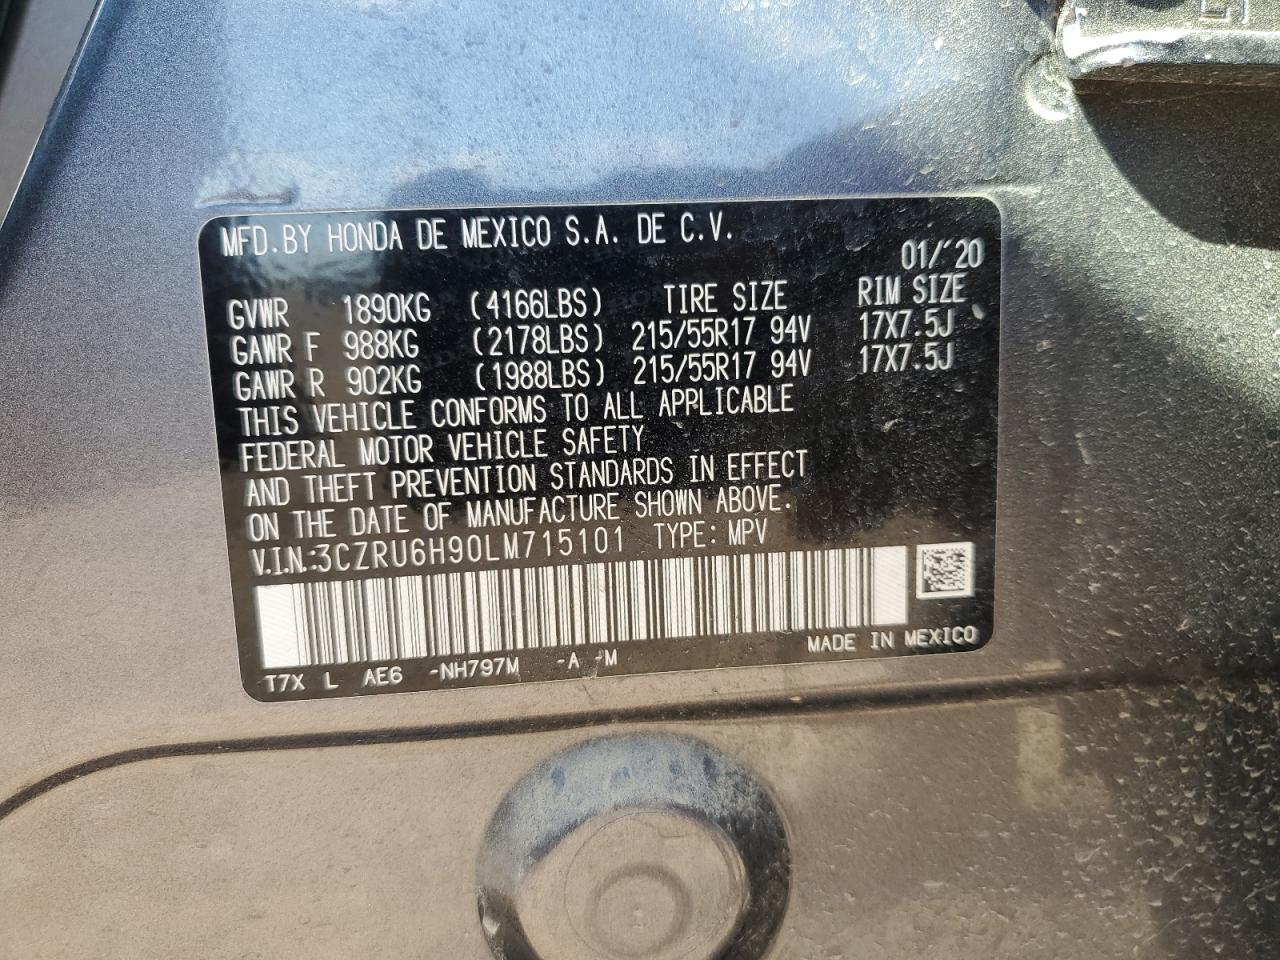 MFD.BY HONDA DE MEXICO S.A. DE C.V.
01/'20
GVWR 1890KG (4166LBS) TIRE SIZE RIM SIZE
GAWR F 988KG (2178LBS) 215/55R17 94V 17X7.5J
GAWR R 902KG (1988LBS) 215/55R17 94V 17X7.5J
THIS VEHICLE CONFORMS TO ALL APPLICABLE
FEDERAL MOTOR VEHICLE SAFETY
AND THEFT PREVENTION STANDARDS IN EFFECT
ON THE DATE OF MANUFACTURE SHOWN ABOVE.
V.I.N.:3CZRU6H90LM715101 TYPE: MPV
MADE IN MEXICO
T7X L AE6 -NH797M -A -M